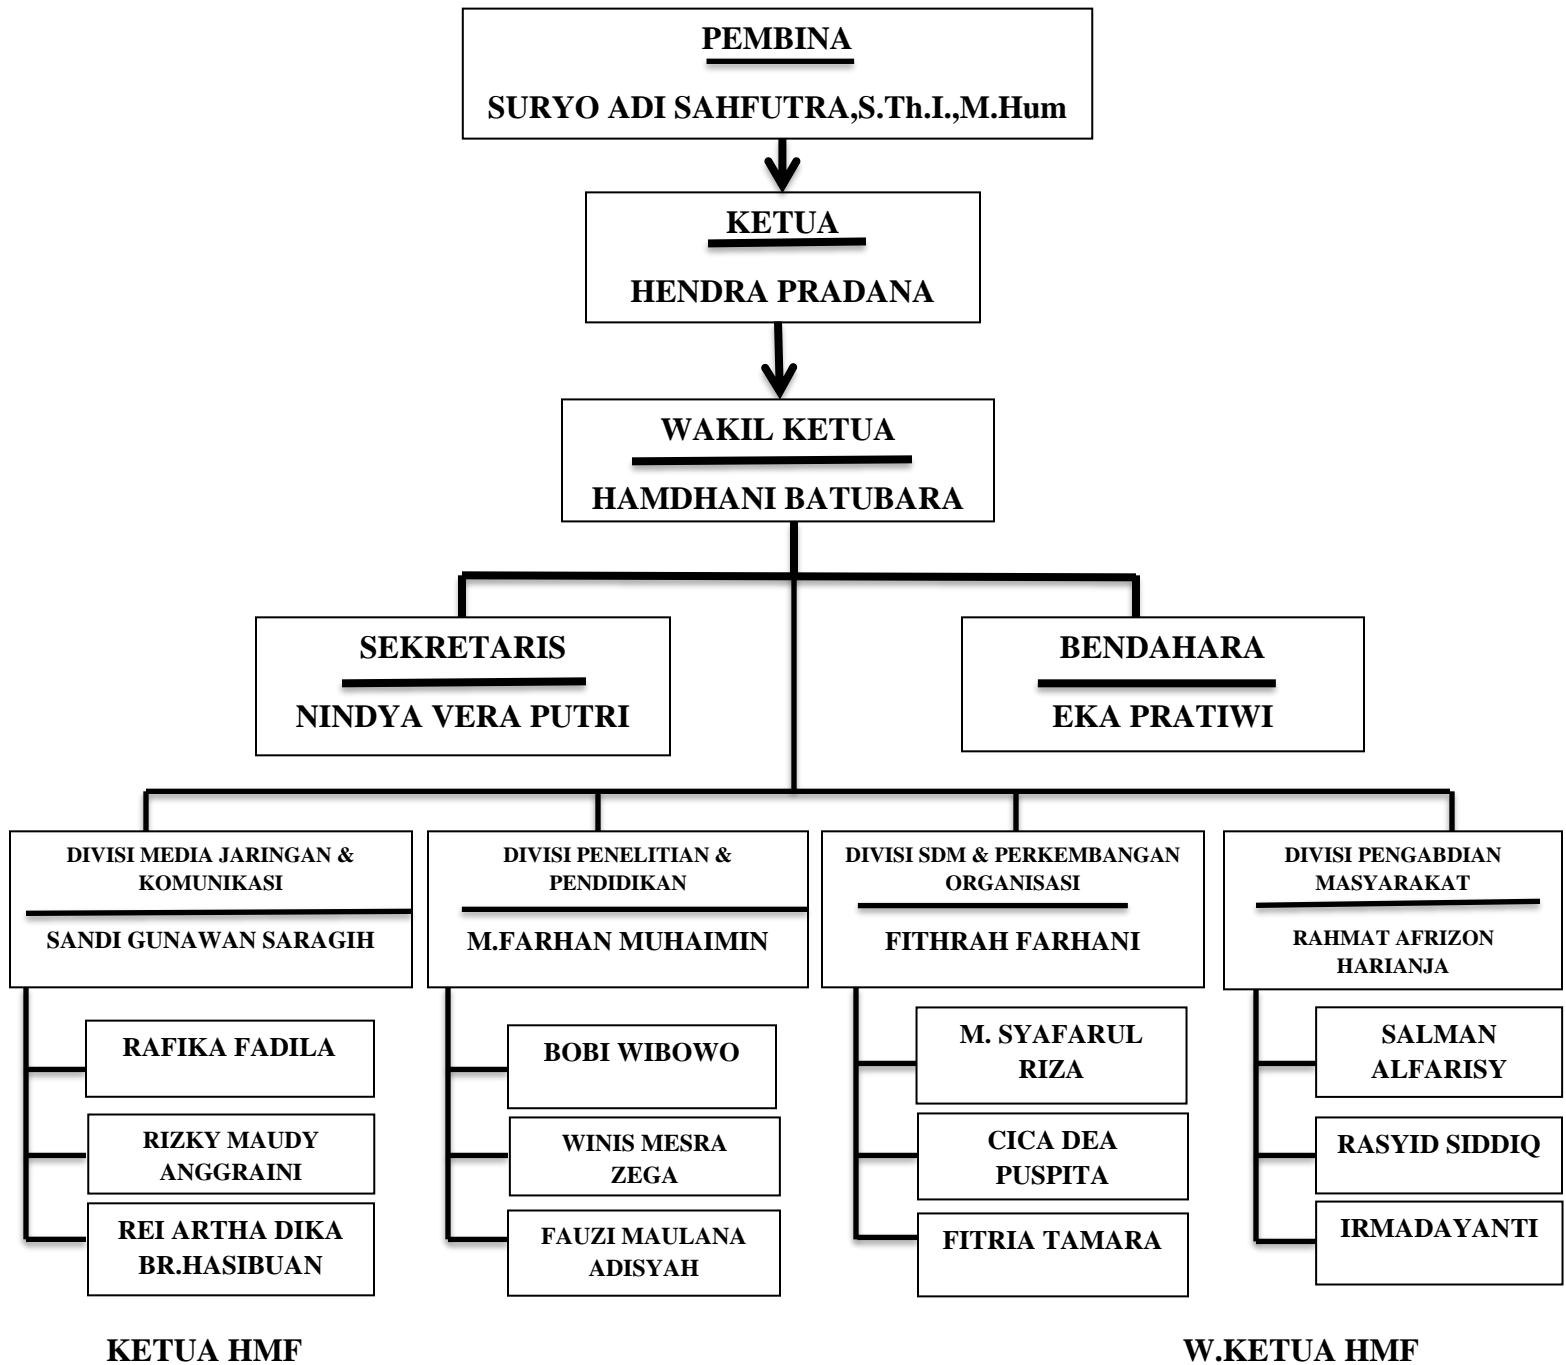 PEMBINA
SURYO ADI SAHFUTRA,S.Th.I.,M.Hum
KETUA
HENDRA PRADANA
WAKIL KETUA
HAMDHANI BATUBARA
SEKRETARIS
NINDYA VERA PUTRI
BENDAHARA
EKA PRATIWI
DIVISI MEDIA JARINGAN &
KOMUNIKASI
SANDI GUNAWAN SARAGIH
RAFIKA FADILA
RIZKY MAUDY
ANGGRAINI
REI ARTHA DIKA
BR.HASIBUAN
DIVISI PENELITIAN &
PENDIDIKAN
M.FARHAN MUHAIMIN
BOBI WIBOWO
WINIS MESRA
ZEGA
FAUZI MAULANA
ADISYAH
DIVISI SDM & PERKEMBANGAN
ORGANISASI
FITHRAH FARHANI
M. SYAFARUL
RIZA
CICA DEA
PUSPITA
FITRIA TAMARA
DIVISI PENGABDIAN
MASYARAKAT
RAHMAT AFRIZON
HARIANJA
SALMAN
ALFARISY
RASYID SIDDIQ
IRMADAYANTI
KETUA HMF
W.KETUA HMF